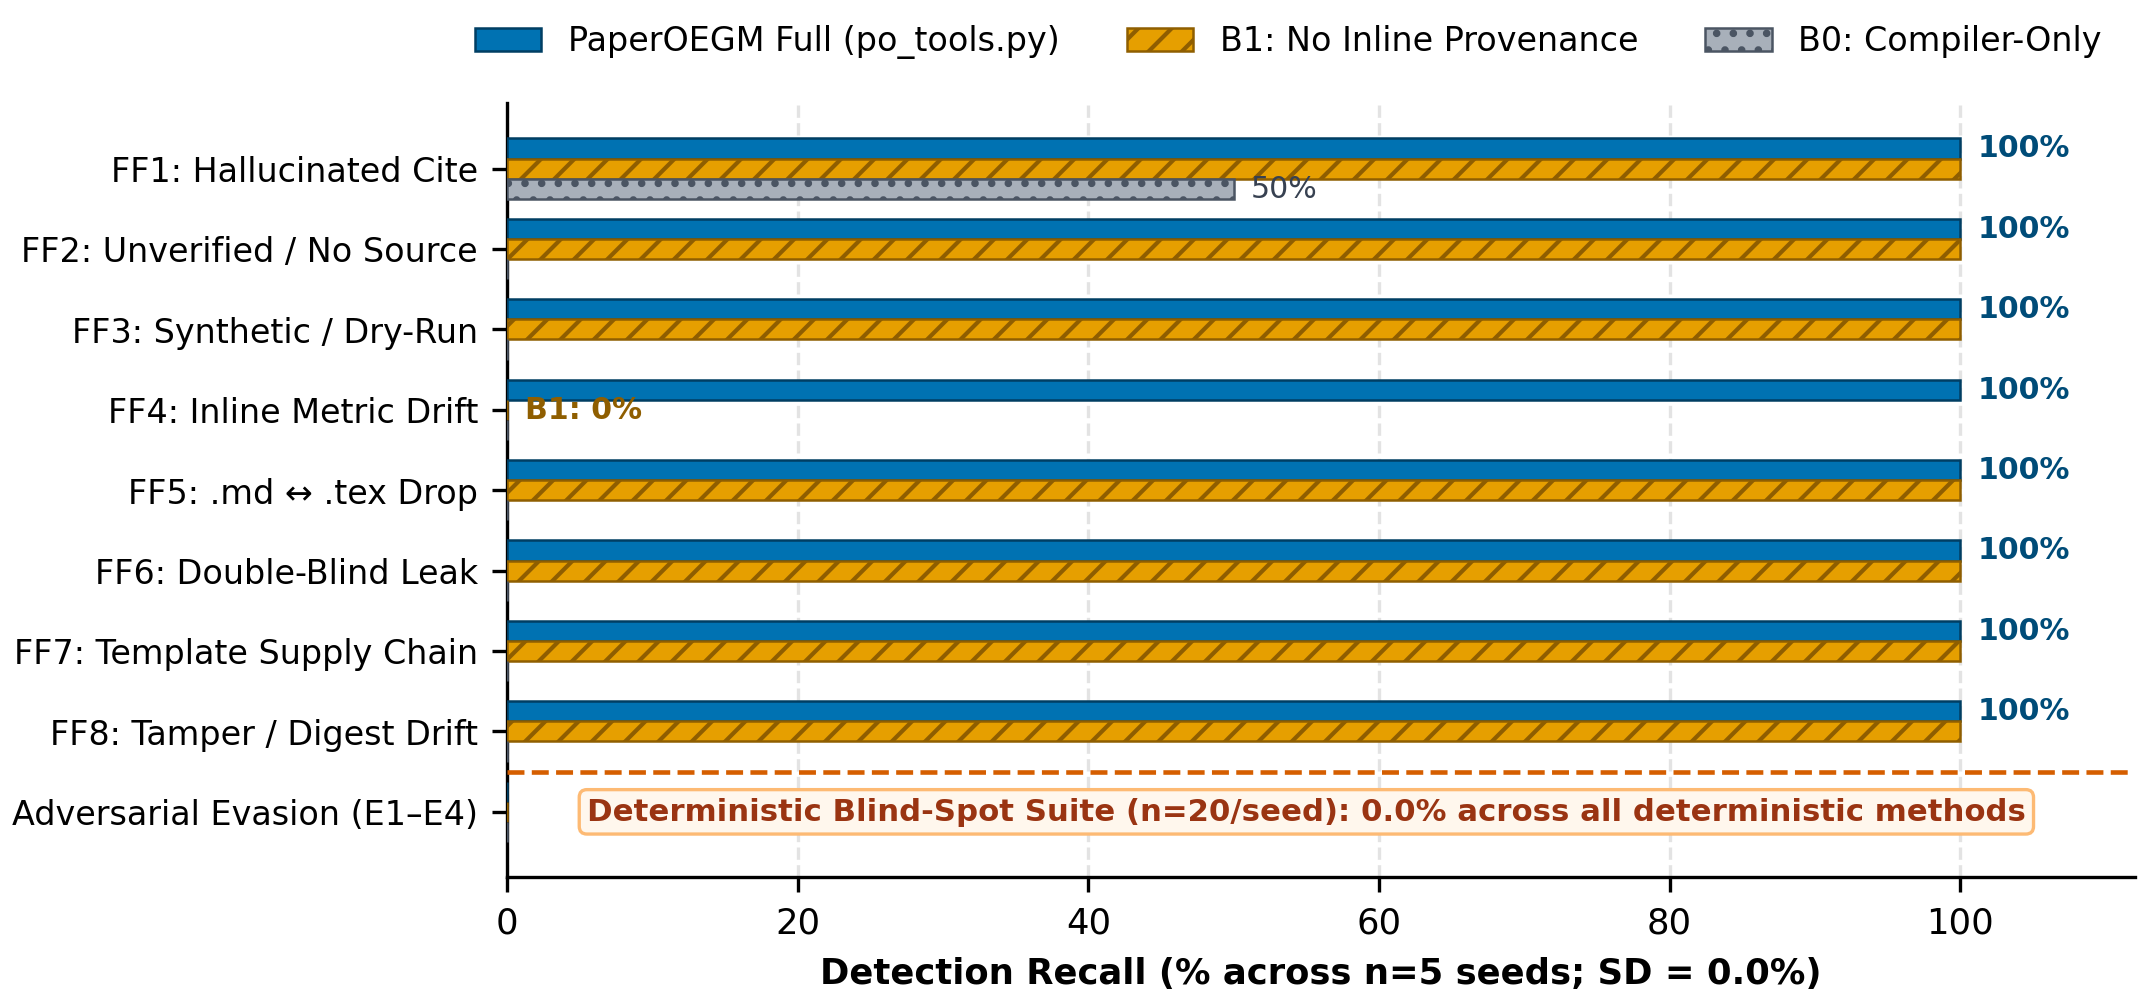 PaperOEGM Full (po_tools.py) B1: No Inline Provenance B0: Compiler-Only
FF1: Hallucinated Cite 100%
50%
FF2: Unverified / No Source 100%
FF3: Synthetic / Dry-Run 100%
FF4: Inline Metric Drift 100%
B1: 0%
FF5: .md ↔ .tex Drop 100%
FF6: Double-Blind Leak 100%
FF7: Template Supply Chain 100%
FF8: Tamper / Digest Drift 100%
Adversarial Evasion (E1–E4) Deterministic Blind-Spot Suite (n=20/seed): 0.0% across all deterministic methods
0 20 40 60 80 100
Detection Recall (% across n=5 seeds; SD = 0.0%)